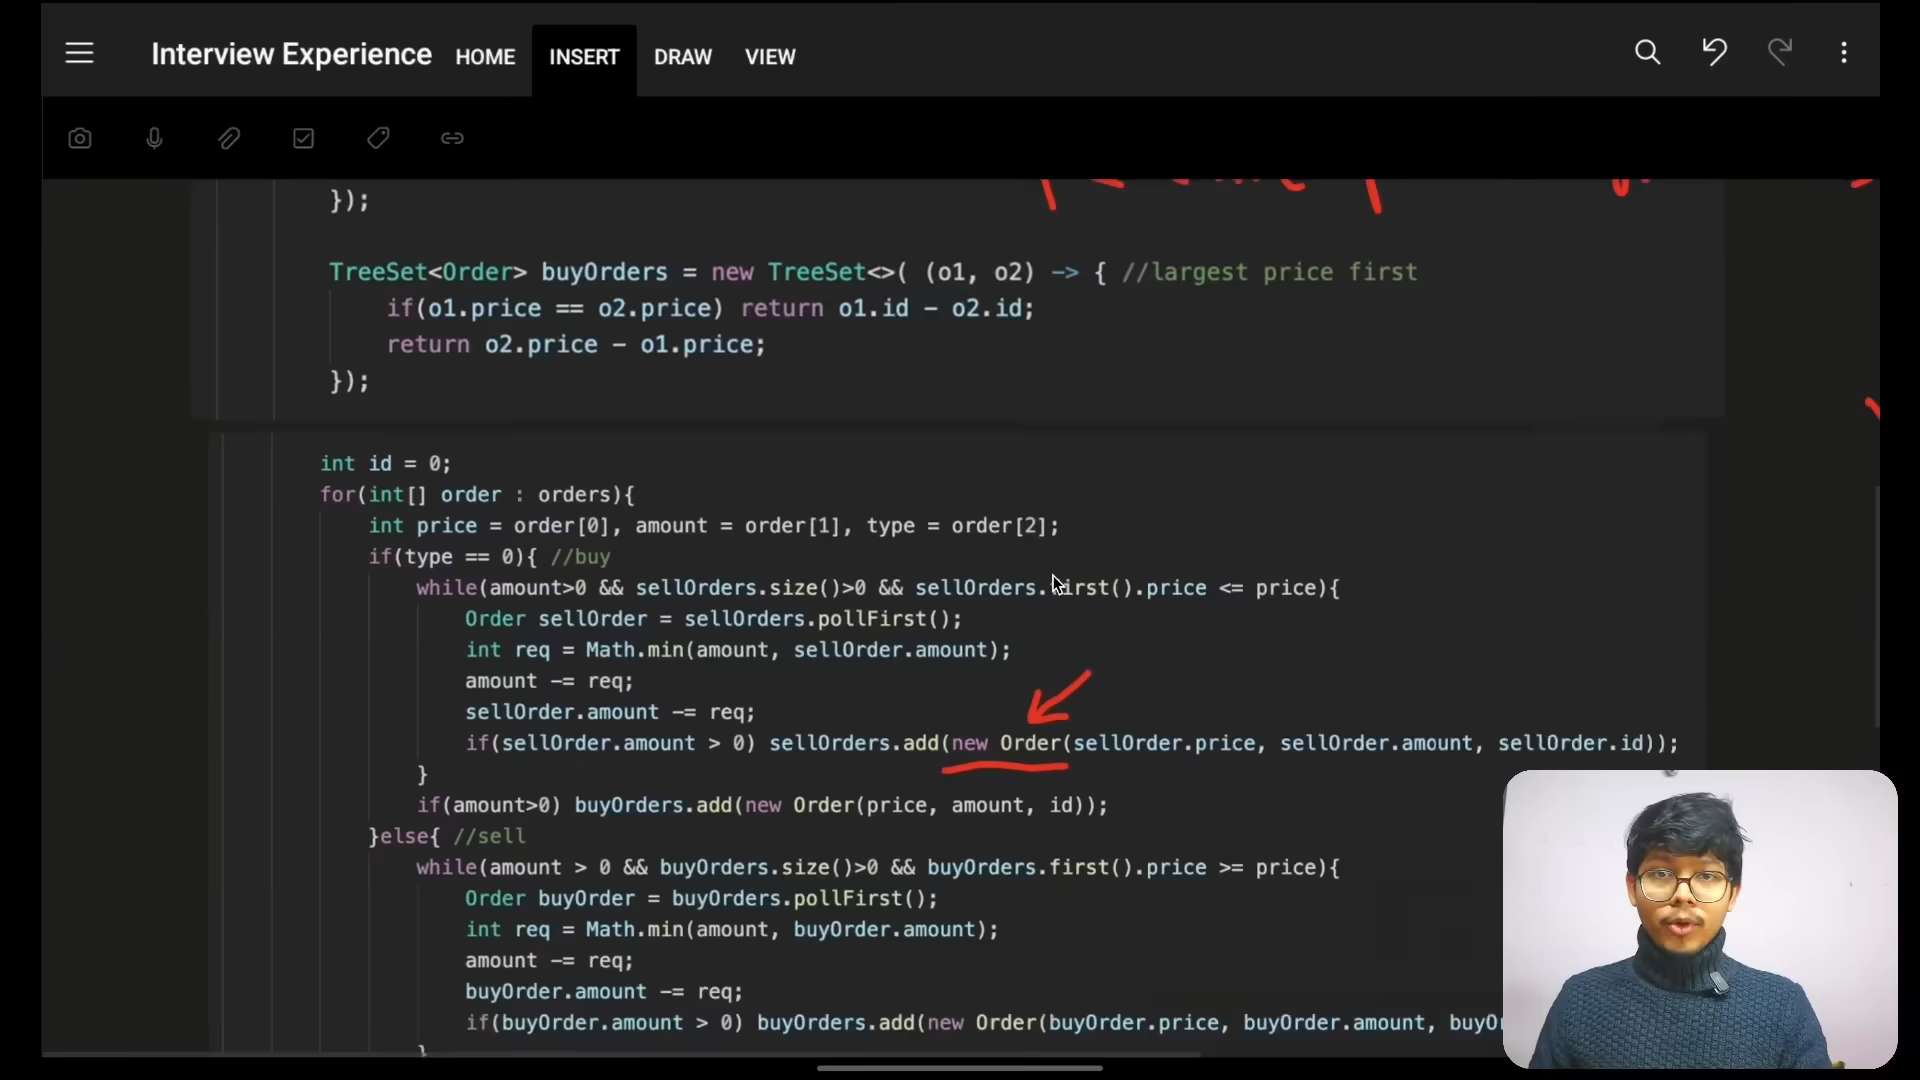 Interview Experience HOME INSERT DRAW VIEW
});
TreeSet<Order> buyOrders = new TreeSet<>( (o1, o2) -> { //largest price first
if(o1.price == o2.price) return o1.id - o2.id;
return o2.price - o1.price;
});
int id = 0;
for(int[] order : orders){
int price = order[0], amount = order[1], type = order[2];
if(type == 0){ //buy
while(amount>0 && sellOrders.size()>0 && sellOrders.first().price <= price){
Order sellOrder = sellOrders.pollFirst();
int req = Math.min(amount, sellOrder.amount);
amount -= req;
sellOrder.amount -= req;
if(sellOrder.amount > 0) sellOrders.add(new Order(sellOrder.price, sellOrder.amount, sellOrder.id));
}
if(amount>0) buyOrders.add(new Order(price, amount, id));
}else{ //sell
while(amount > 0 && buyOrders.size()>0 && buyOrders.first().price >= price){
Order buyOrder = buyOrders.pollFirst();
int req = Math.min(amount, buyOrder.amount);
amount -= req;
buyOrder.amount -= req;
if(buyOrder.amount > 0) buyOrders.add(new Order(buyOrder.price, buyOrder.amount, buyO
}